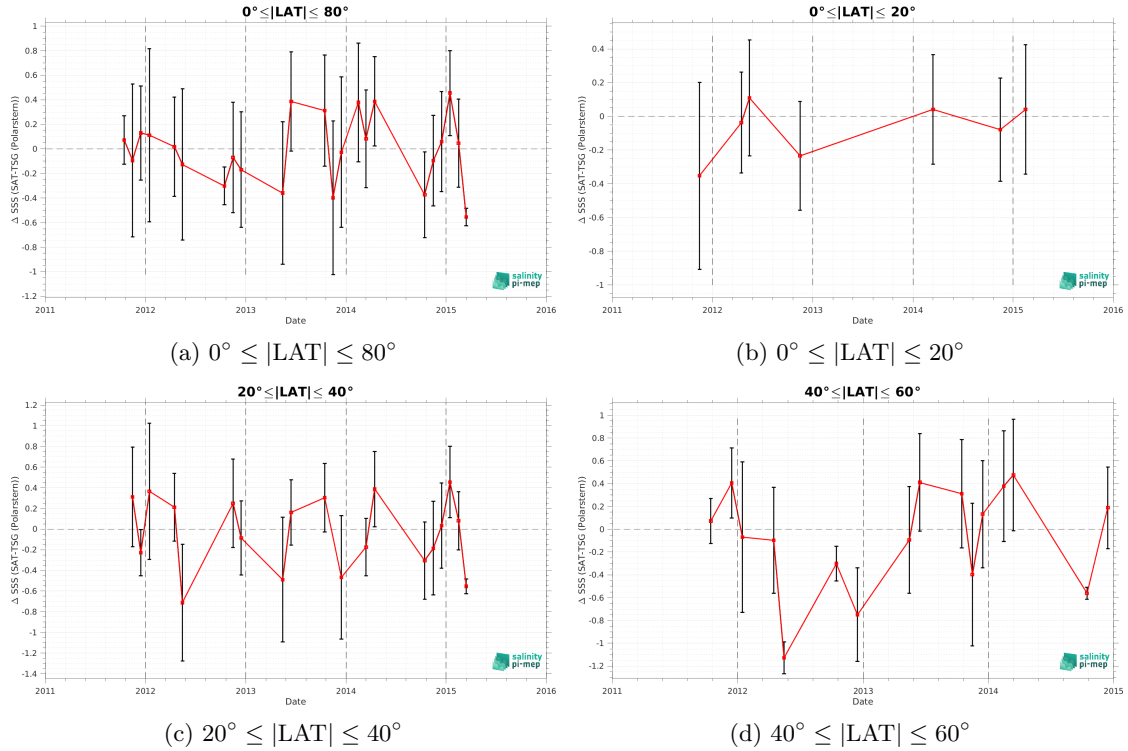 0°≤|LAT|≤ 80°
1
0.8
0.6
0.4
0.2
0
-0.2
-0.4
-0.6
-0.8
-1
-1.2
Δ SSS (SAT-TSG (Polarstern))
2011 2012 2013 2014 2015 2016
Date
salinity
pi-mep
(a) 0° ≤ |LAT| ≤ 80°
0°≤|LAT|≤ 20°
0.4
0.2
0
-0.2
-0.4
-0.6
-0.8
-1
Δ SSS (SAT-TSG (Polarstern))
2011 2012 2013 2014 2015 2016
Date
salinity
pi-mep
(b) 0° ≤ |LAT| ≤ 20°
20°≤|LAT|≤ 40°
1.2
1
0.8
0.6
0.4
0.2
0
-0.2
-0.4
-0.6
-0.8
-1
-1.2
-1.4
Δ SSS (SAT-TSG (Polarstern))
2011 2012 2013 2014 2015 2016
Date
salinity
pi-mep
(c) 20° ≤ |LAT| ≤ 40°
40°≤|LAT|≤ 60°
1
0.8
0.6
0.4
0.2
0
-0.2
-0.4
-0.6
-0.8
-1
-1.2
Δ SSS (SAT-TSG (Polarstern))
2011 2012 2013 2014 2015
Date
salinity
pi-mep
(d) 40° ≤ |LAT| ≤ 60°